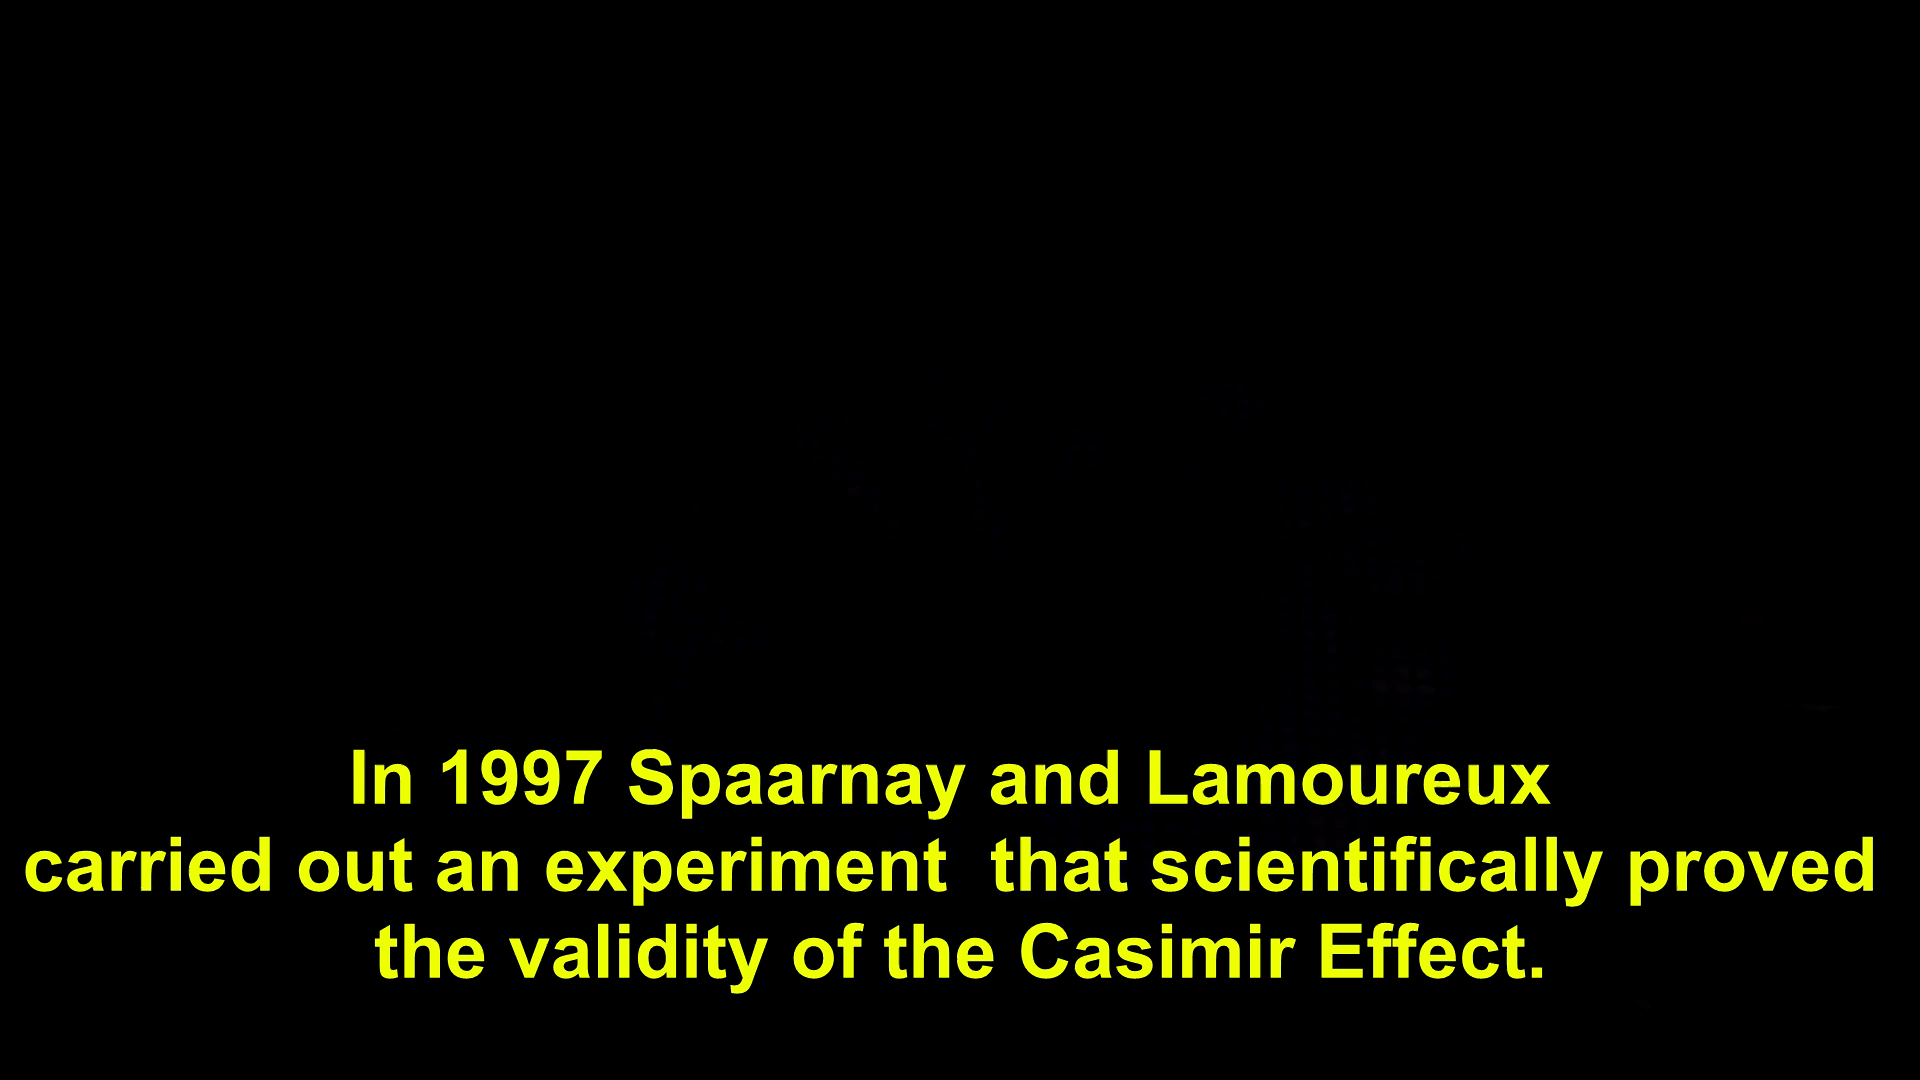 In 1997 Spaarnay and Lamoureux
carried out an experiment  that scientifically proved
the validity of the Casimir Effect.